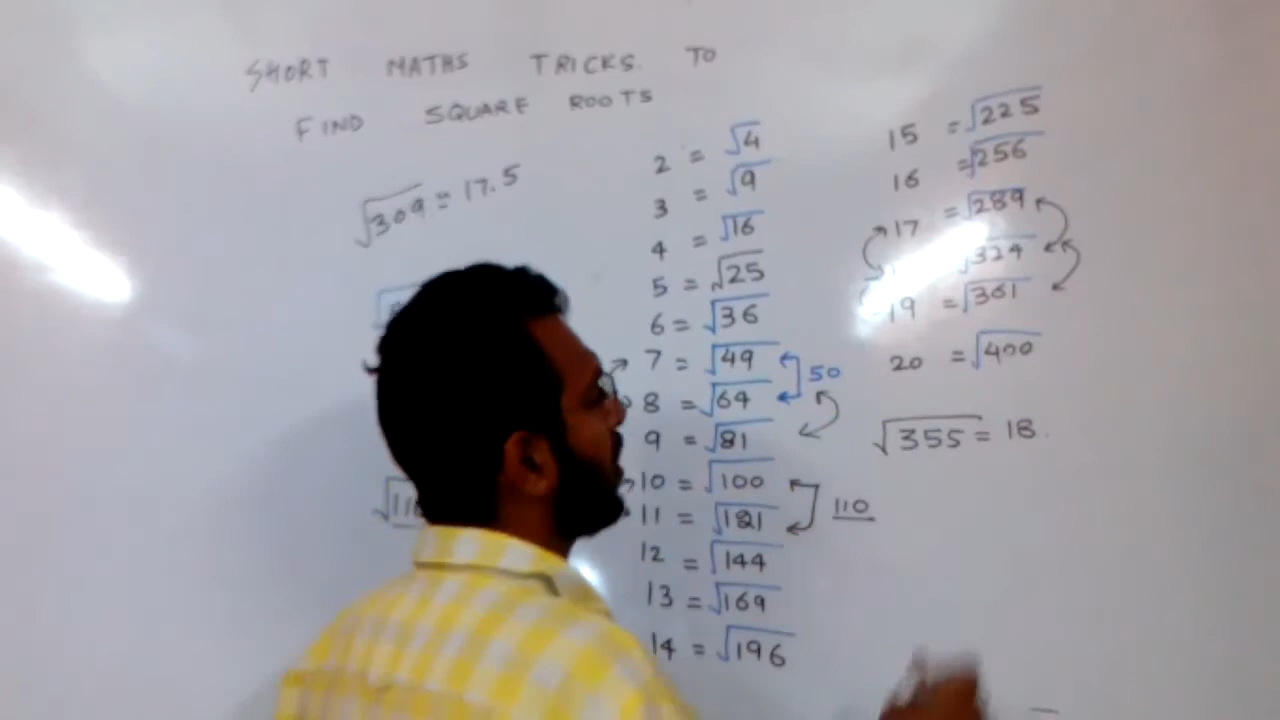 SHORT MATHS TRICKS. TO
FIND SQUARE ROOTS
√309 ≃ 17.5
2 = √4
3 = √9
4 = √16
5 = √25
6 = √36
7 = √49
8 = √64
50
9 = √81
10 = √100
11 = √121
110
12 = √144
13 = √169
14 = √196
15 = √225
16 = √256
17 = √289
√324
19 = √361
20 = √400
√355 = 18.